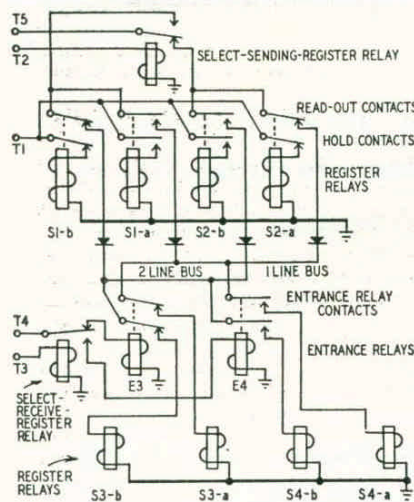 T5
T2
SELECT-SENDING-REGISTER RELAY
READ-OUT CONTACTS
T1
HOLD CONTACTS
REGISTER
RELAYS
S1-b S1-a S2-b S2-a
2 LINE BUS 1 LINE BUS
ENTRANCE RELAY
CONTACTS
T4
T3
ENTRANCE RELAYS
E3 E4
SELECT-
RECEIVE-
REGISTER
RELAY
REGISTER
RELAYS
S3-b S3-a S4-b S4-a